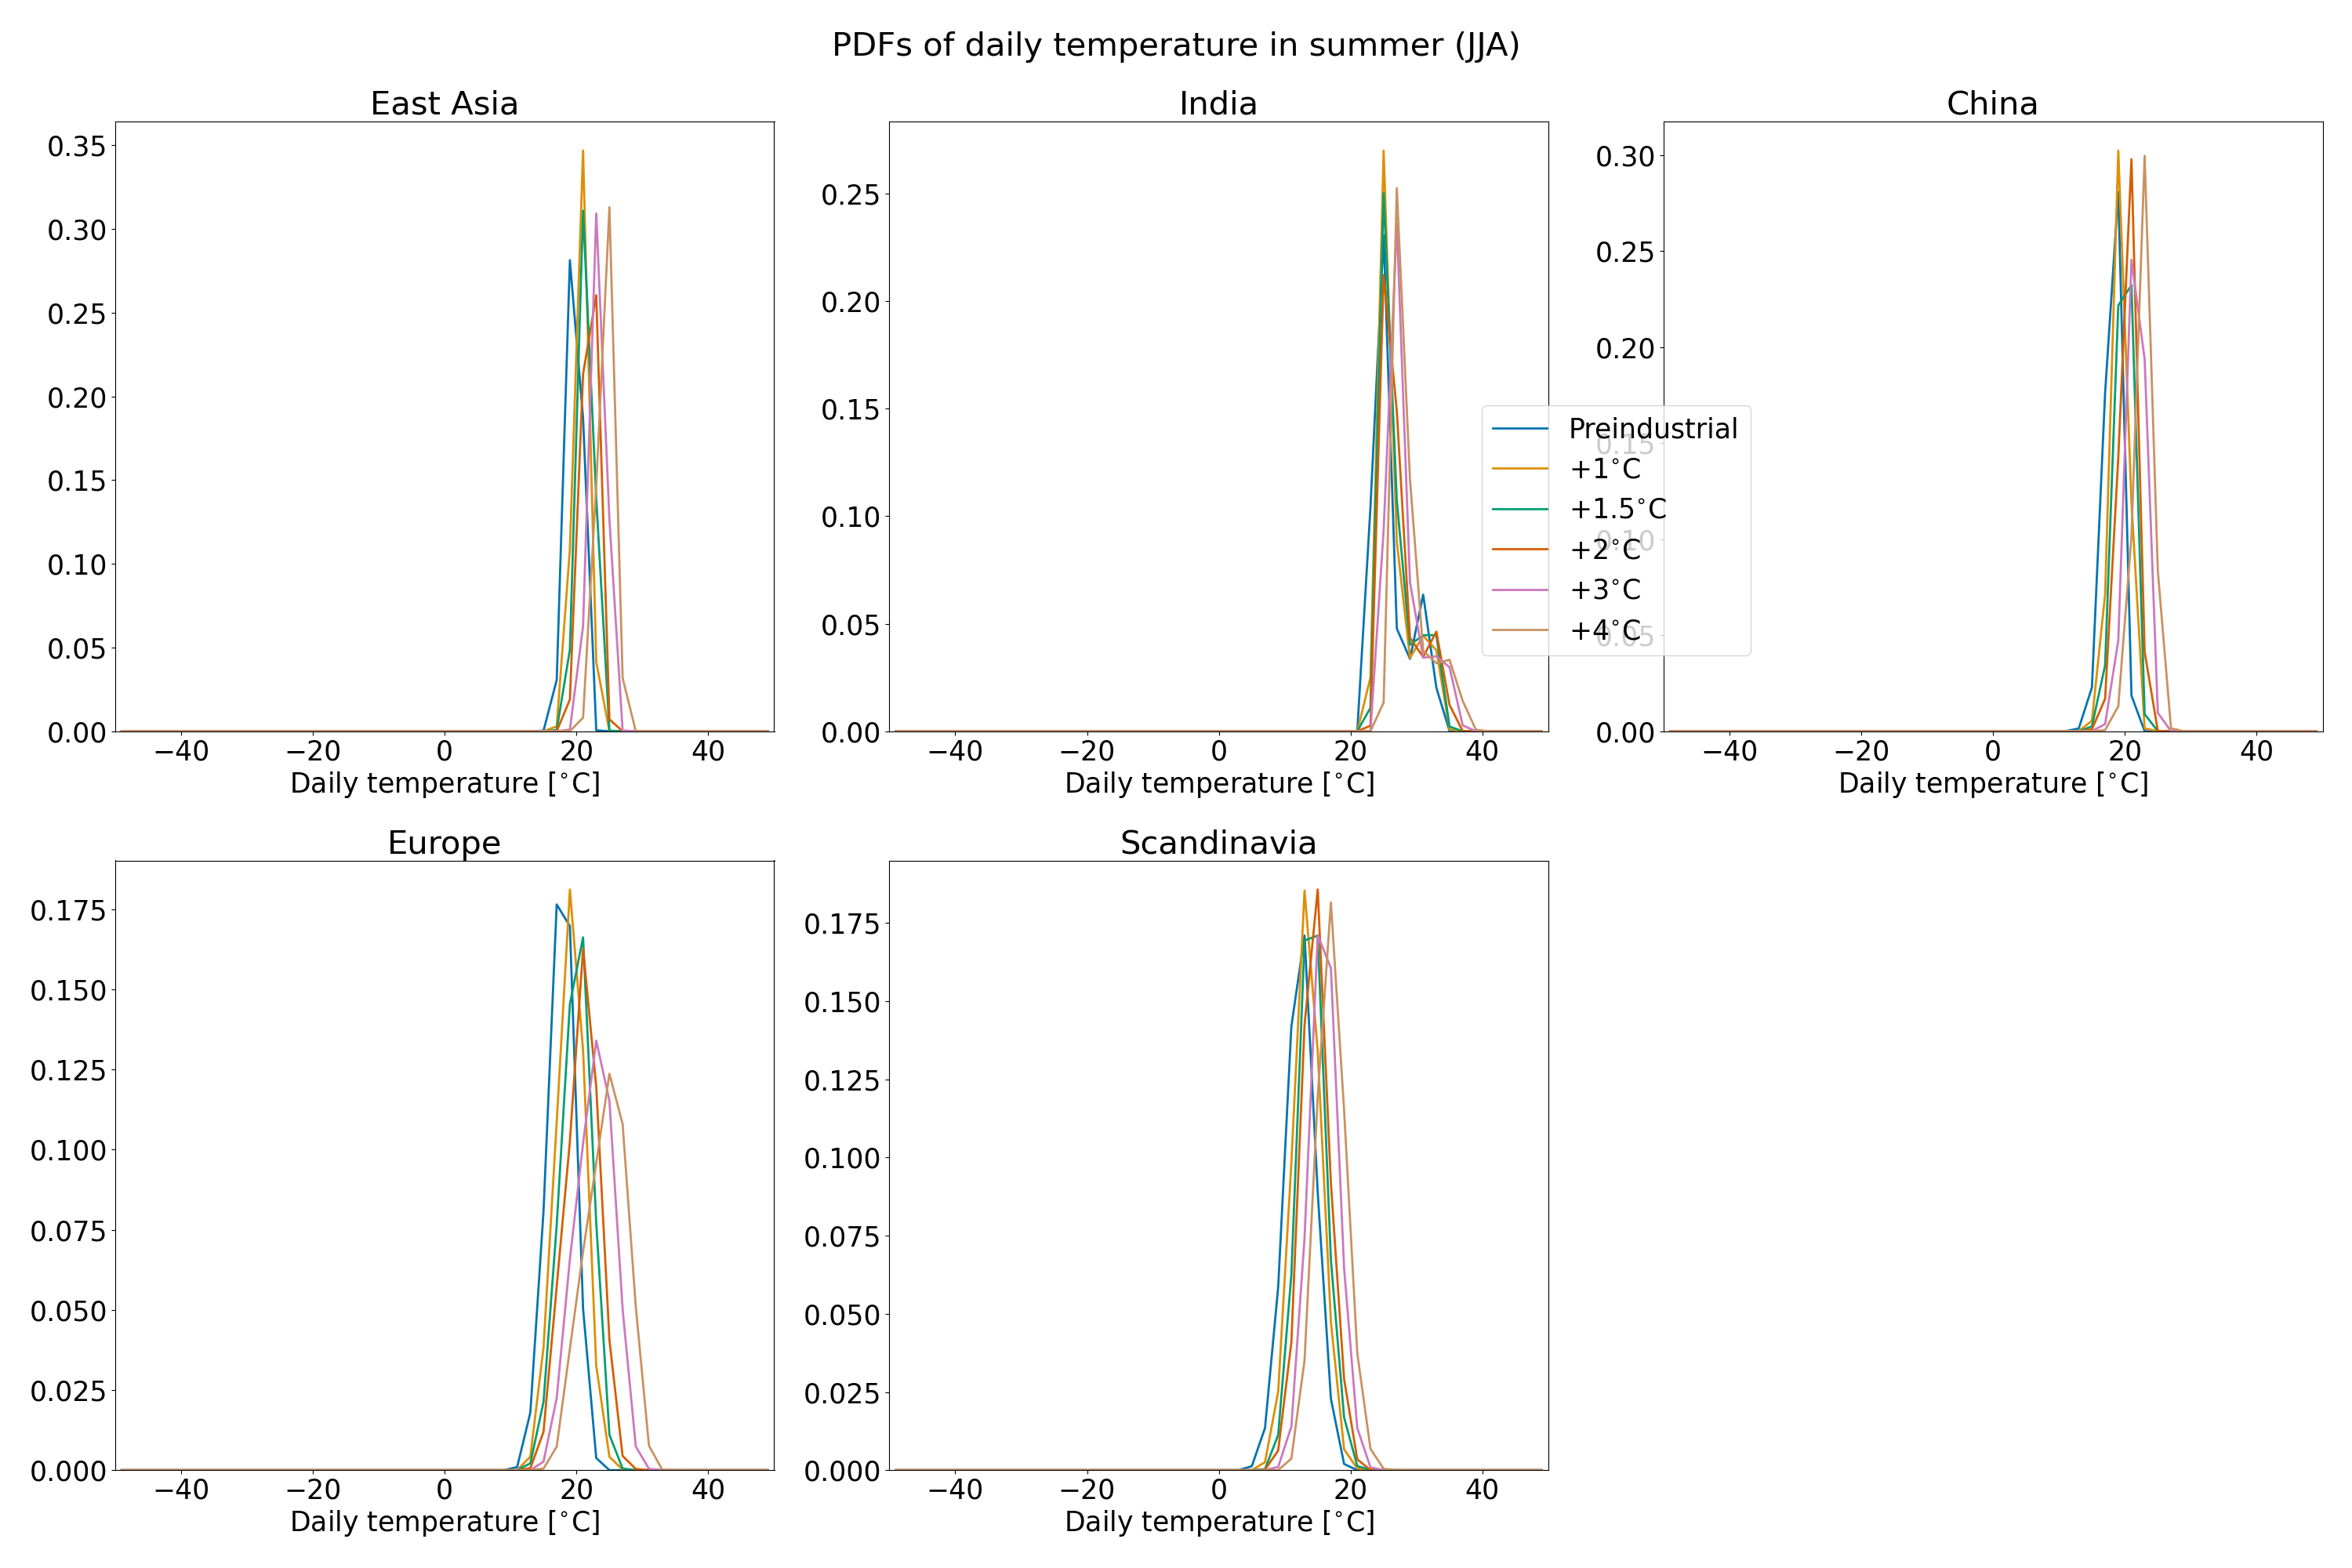 PDFs of daily temperature in summer (JJA)
East Asia
0.35
0.30
0.25
0.20
0.15
0.10
0.05
0.00
−40 −20 0 20 40
Daily temperature [°C]
India
0.25
0.20
0.15
0.10
0.05
0.00
−40 −20 0 20 40
Daily temperature [°C]
China
0.30
0.25
0.20
0.15
0.10
0.05
0.00
−40 −20 0 20 40
Daily temperature [°C]
Preindustrial
+1°C
+1.5°C
+2°C
+3°C
+4°C
Europe
0.175
0.150
0.125
0.100
0.075
0.050
0.025
0.000
−40 −20 0 20 40
Daily temperature [°C]
Scandinavia
0.175
0.150
0.125
0.100
0.075
0.050
0.025
0.000
−40 −20 0 20 40
Daily temperature [°C]